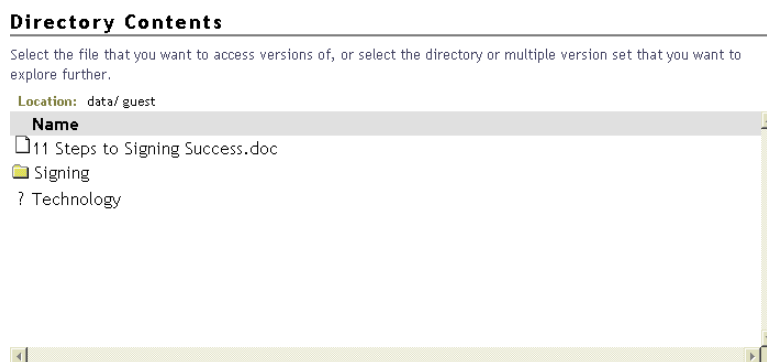 Directory Contents
Select the file that you want to access versions of, or select the directory or multiple version set that you want to
explore further.
Location: data/ guest
Name
11 Steps to Signing Success.doc
Signing
? Technology